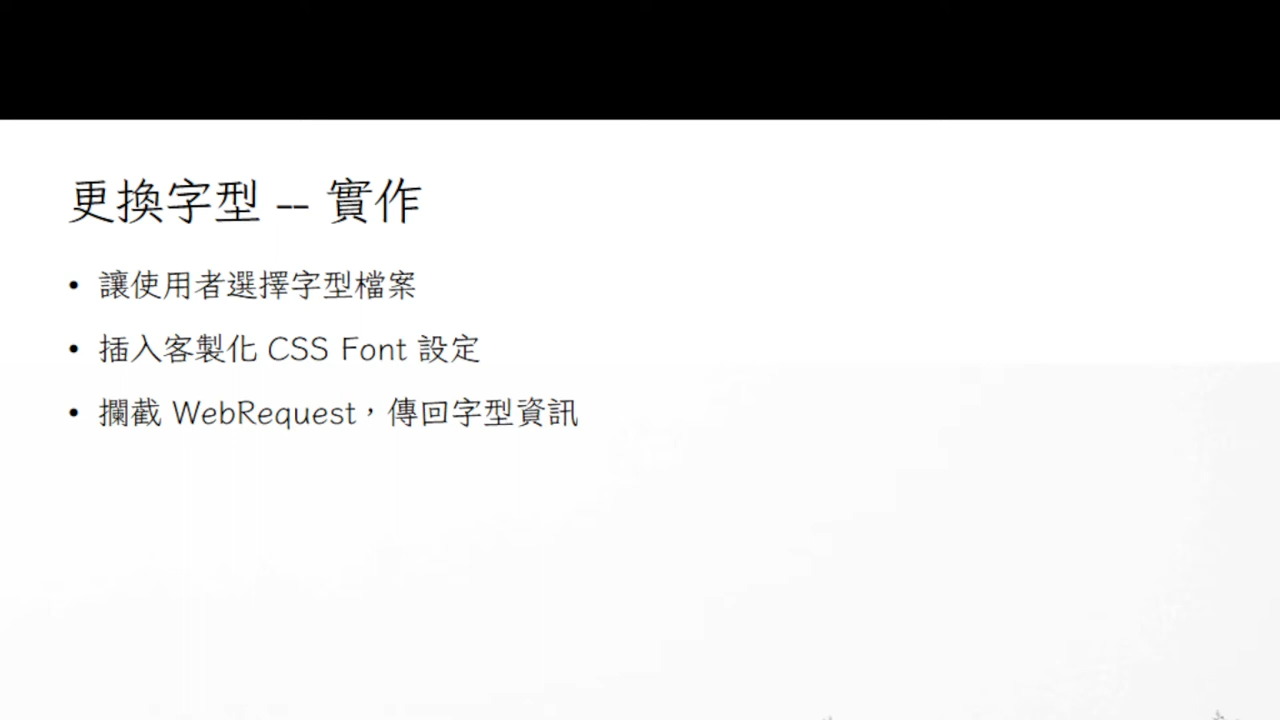 更換字型 -- 實作
• 讓使用者選擇字型檔案
• 插入客製化 CSS Font 設定
• 攔截 WebRequest，傳回字型資訊